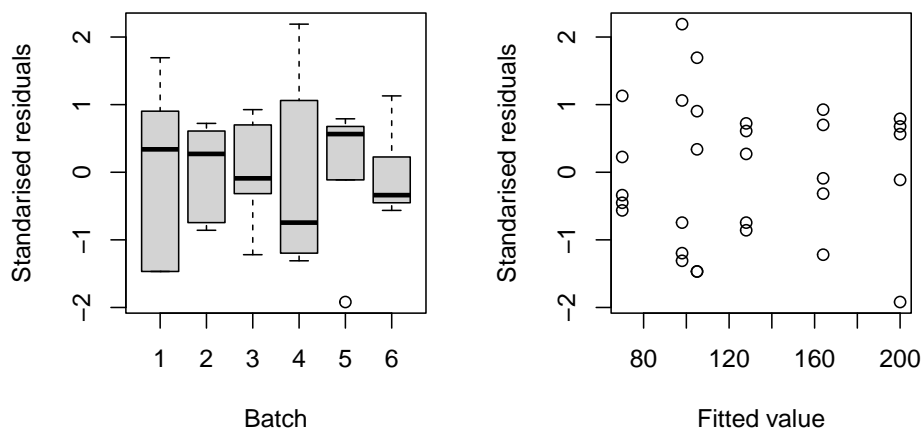 Standarised residuals
2
1
0
−1
−2
1 2 3 4 5 6
Batch
Standarised residuals
2
1
0
−1
−2
80 120 160 200
Fitted value